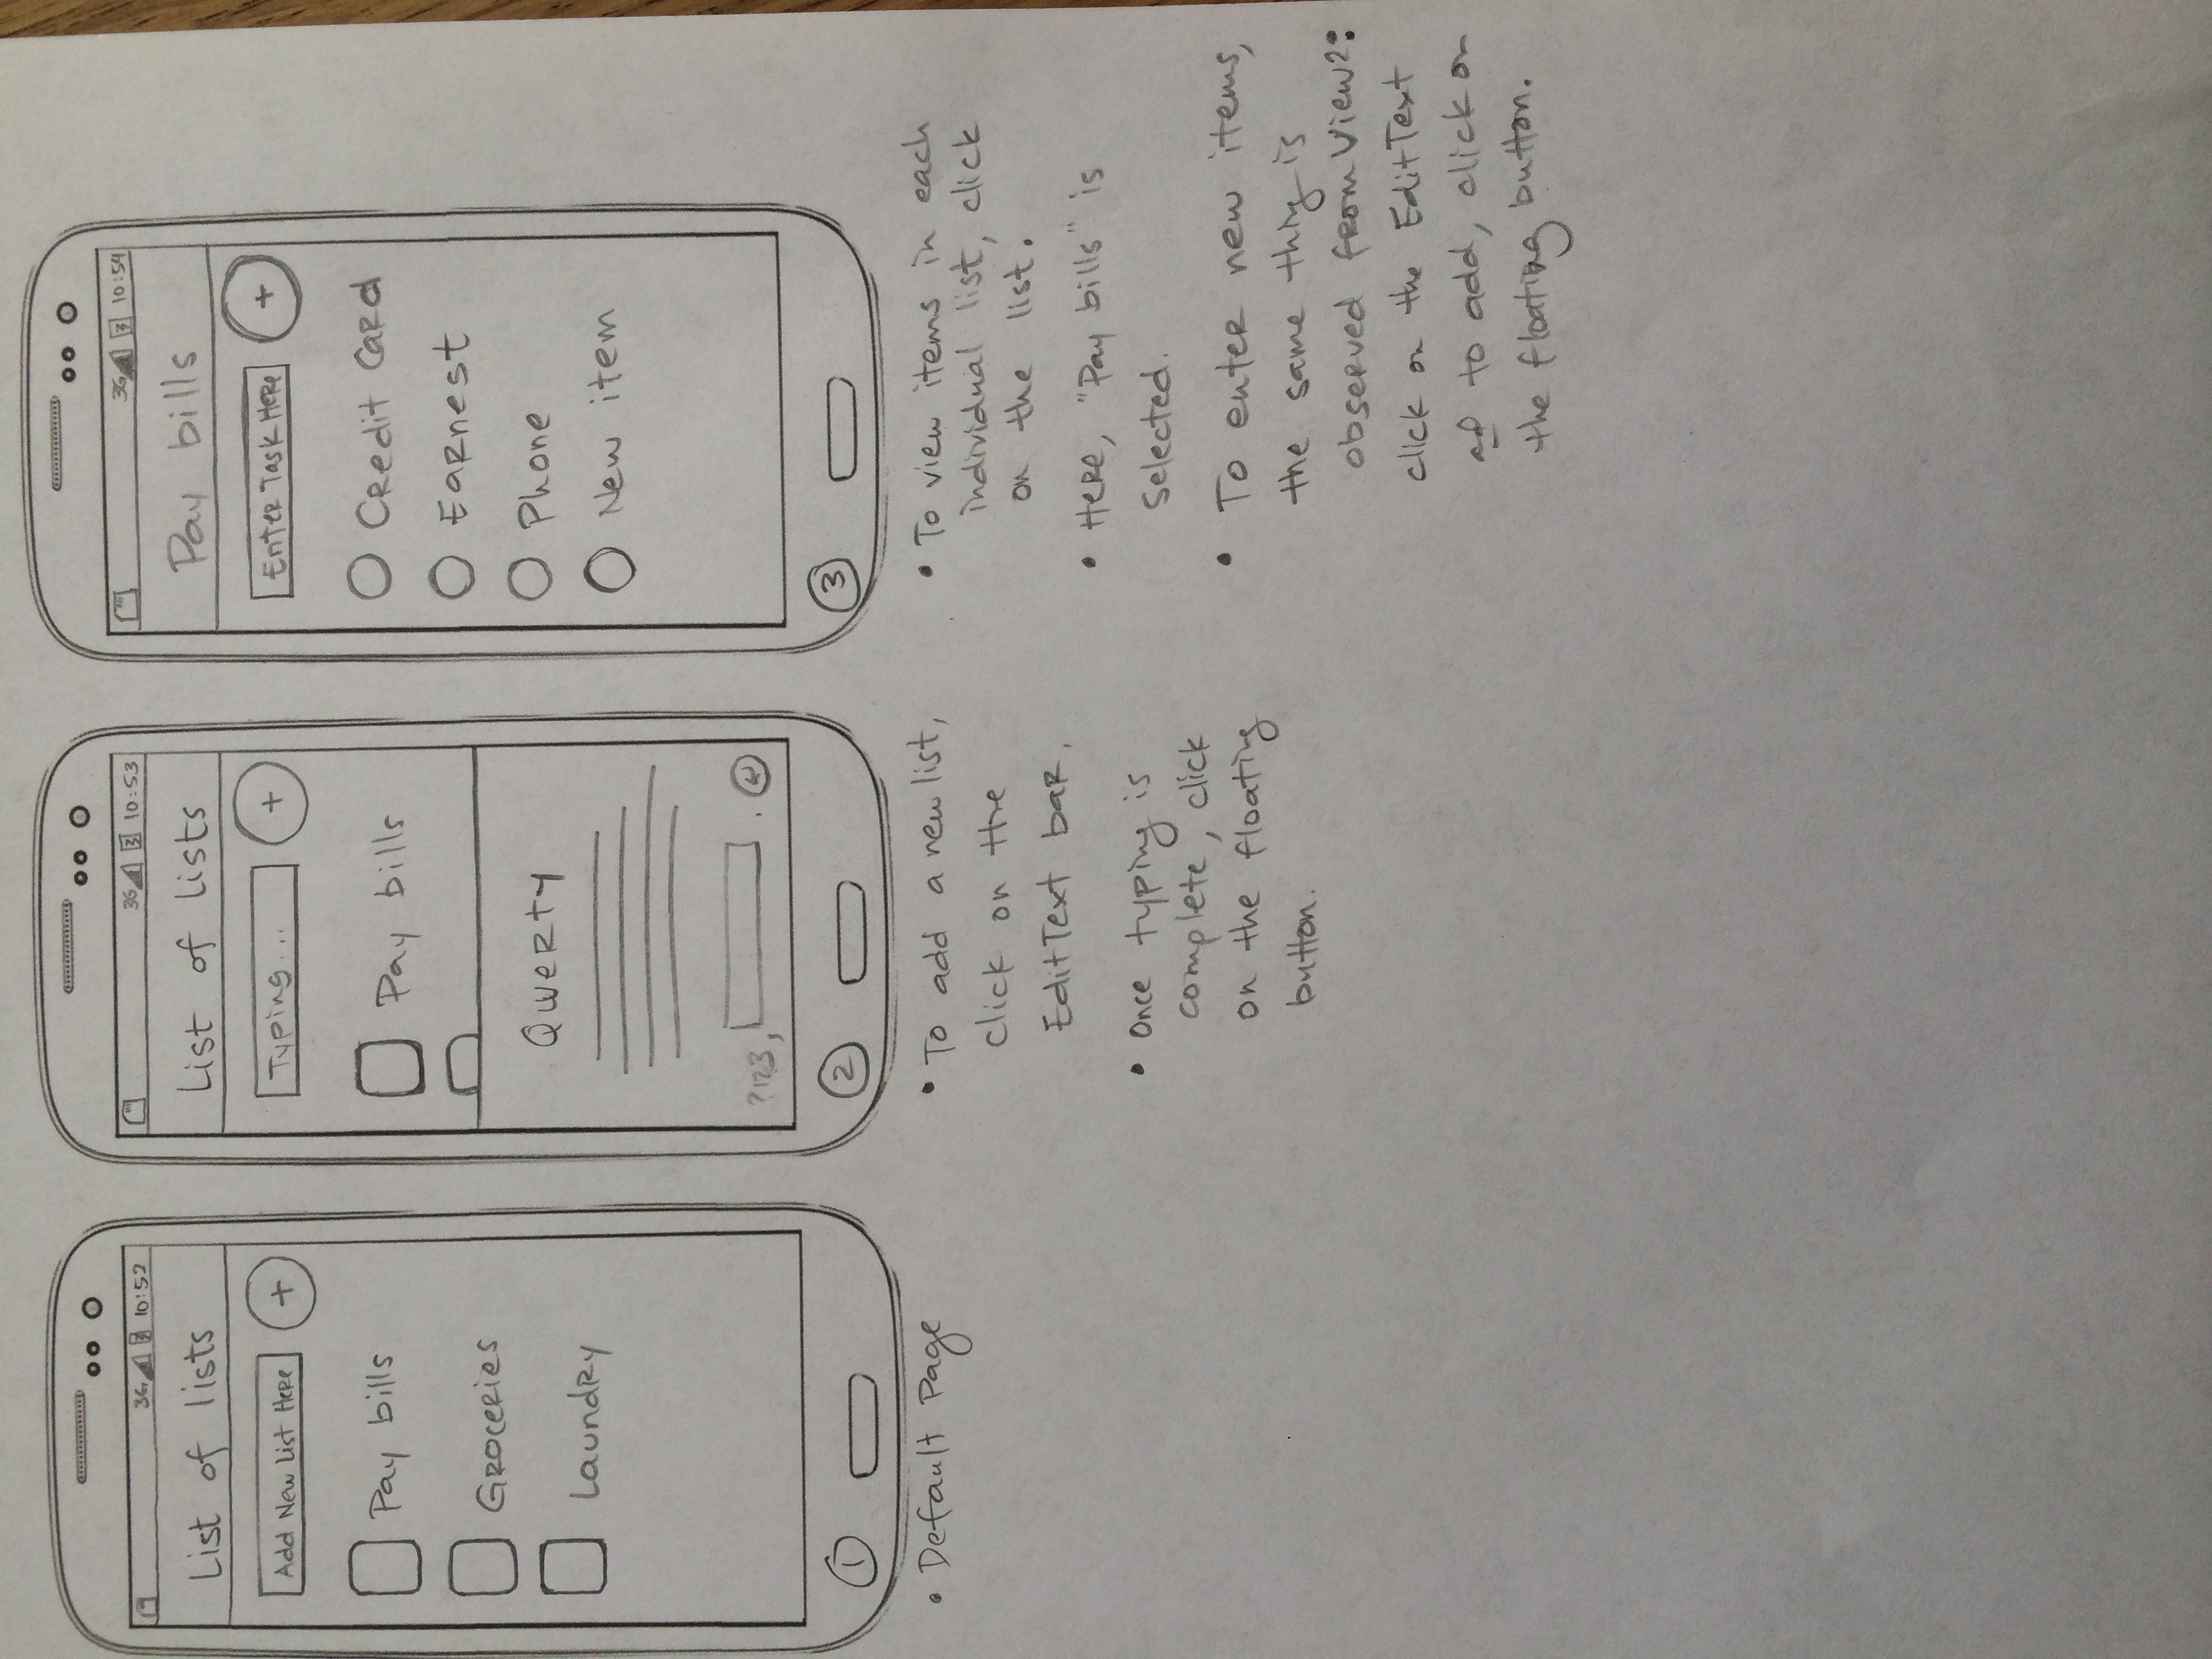 3G 10:52
List of lists
Add New List Here +
Pay bills
Groceries
Laundry
1
• Default Page
3G 10:53
List of lists
Typing... +
Pay bills
Qwerty
?123, .
2
• To add a new list,
click on the
EditText bar.
• Once typing is
complete, click
on the floating
button.
3G 10:54
Pay bills
Enter Task Here +
Credit Card
Earnest
Phone
New item
3
• To view items in each
individual list, click
on the list.
• Here, "Pay bills" is
selected.
• To enter new items,
the same thing is
observed from View2:
click on the EditText
and to add, click on
the floating button.